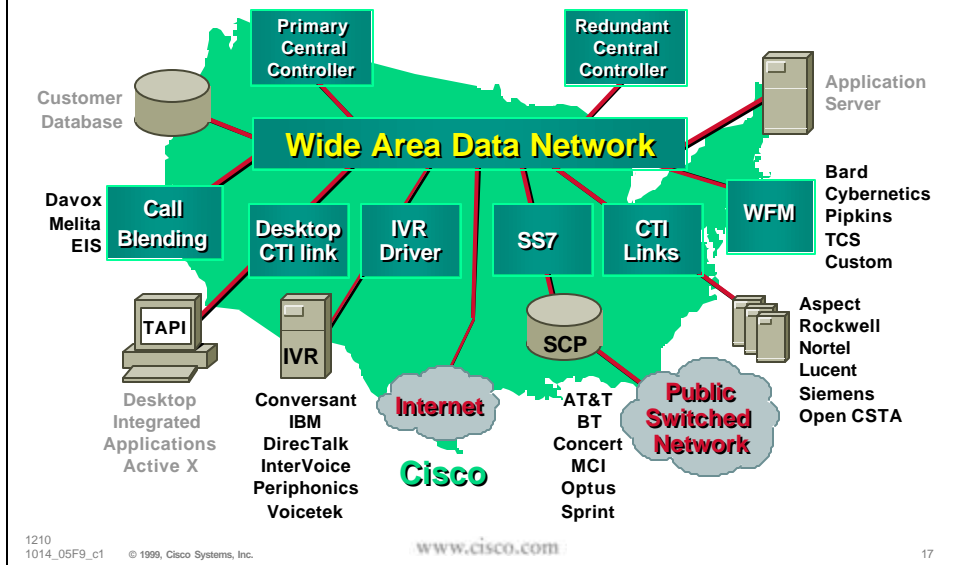 Primary
Central
Controller
Redundant
Central
Controller
Customer
Database
Application
Server
Wide Area Data Network
Davox
Melita
EIS
Call
Blending
Desktop
CTI link
IVR
Driver
SS7
CTI
Links
WFM
Bard
Cybernetics
Pipkins
TCS
Custom
TAPI
IVR
SCP
Aspect
Rockwell
Nortel
Lucent
Siemens
Open CSTA
Desktop
Integrated
Applications
Active X
Conversant
IBM
DirecTalk
InterVoice
Periphonics
Voicetek
Internet
Cisco
AT&T
BT
Concert
MCI
Optus
Sprint
Public
Switched
Network
1210
1014_05F9_c1 © 1999, Cisco Systems, Inc.
www.cisco.com
17